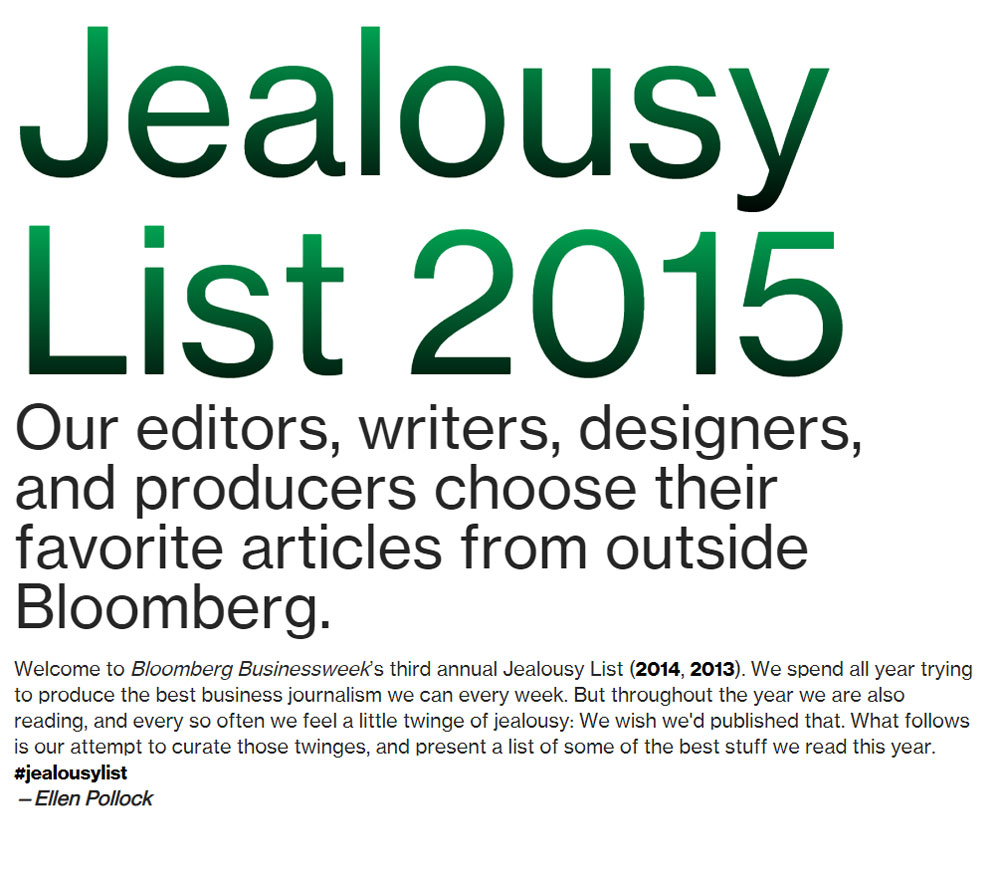 Jealousy
List 2015
Our editors, writers, designers,
and producers choose their
favorite articles from outside
Bloomberg.
Welcome to Bloomberg Businessweek's third annual Jealousy List (2014, 2013). We spend all year trying
to produce the best business journalism we can every week. But throughout the year we are also
reading, and every so often we feel a little twinge of jealousy: We wish we'd published that. What follows
is our attempt to curate those twinges, and present a list of some of the best stuff we read this year.
#jealousylist
—Ellen Pollock